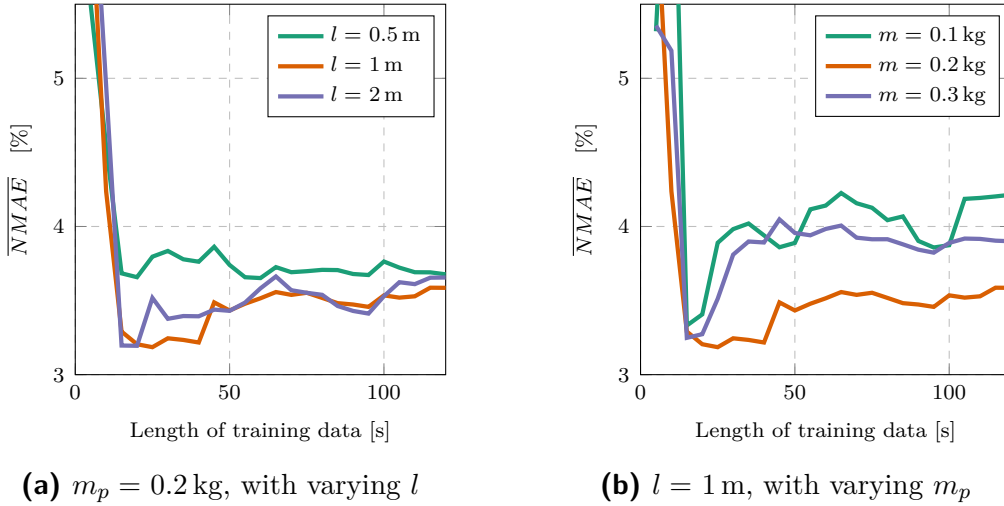 5
4
3
0
50
100
NMAE [%]
Length of training data [s]
l = 0.5 m
l = 1 m
l = 2 m
(a) m_p = 0.2 kg, with varying l
5
4
3
0
50
100
NMAE [%]
Length of training data [s]
m = 0.1 kg
m = 0.2 kg
m = 0.3 kg
(b) l = 1 m, with varying m_p